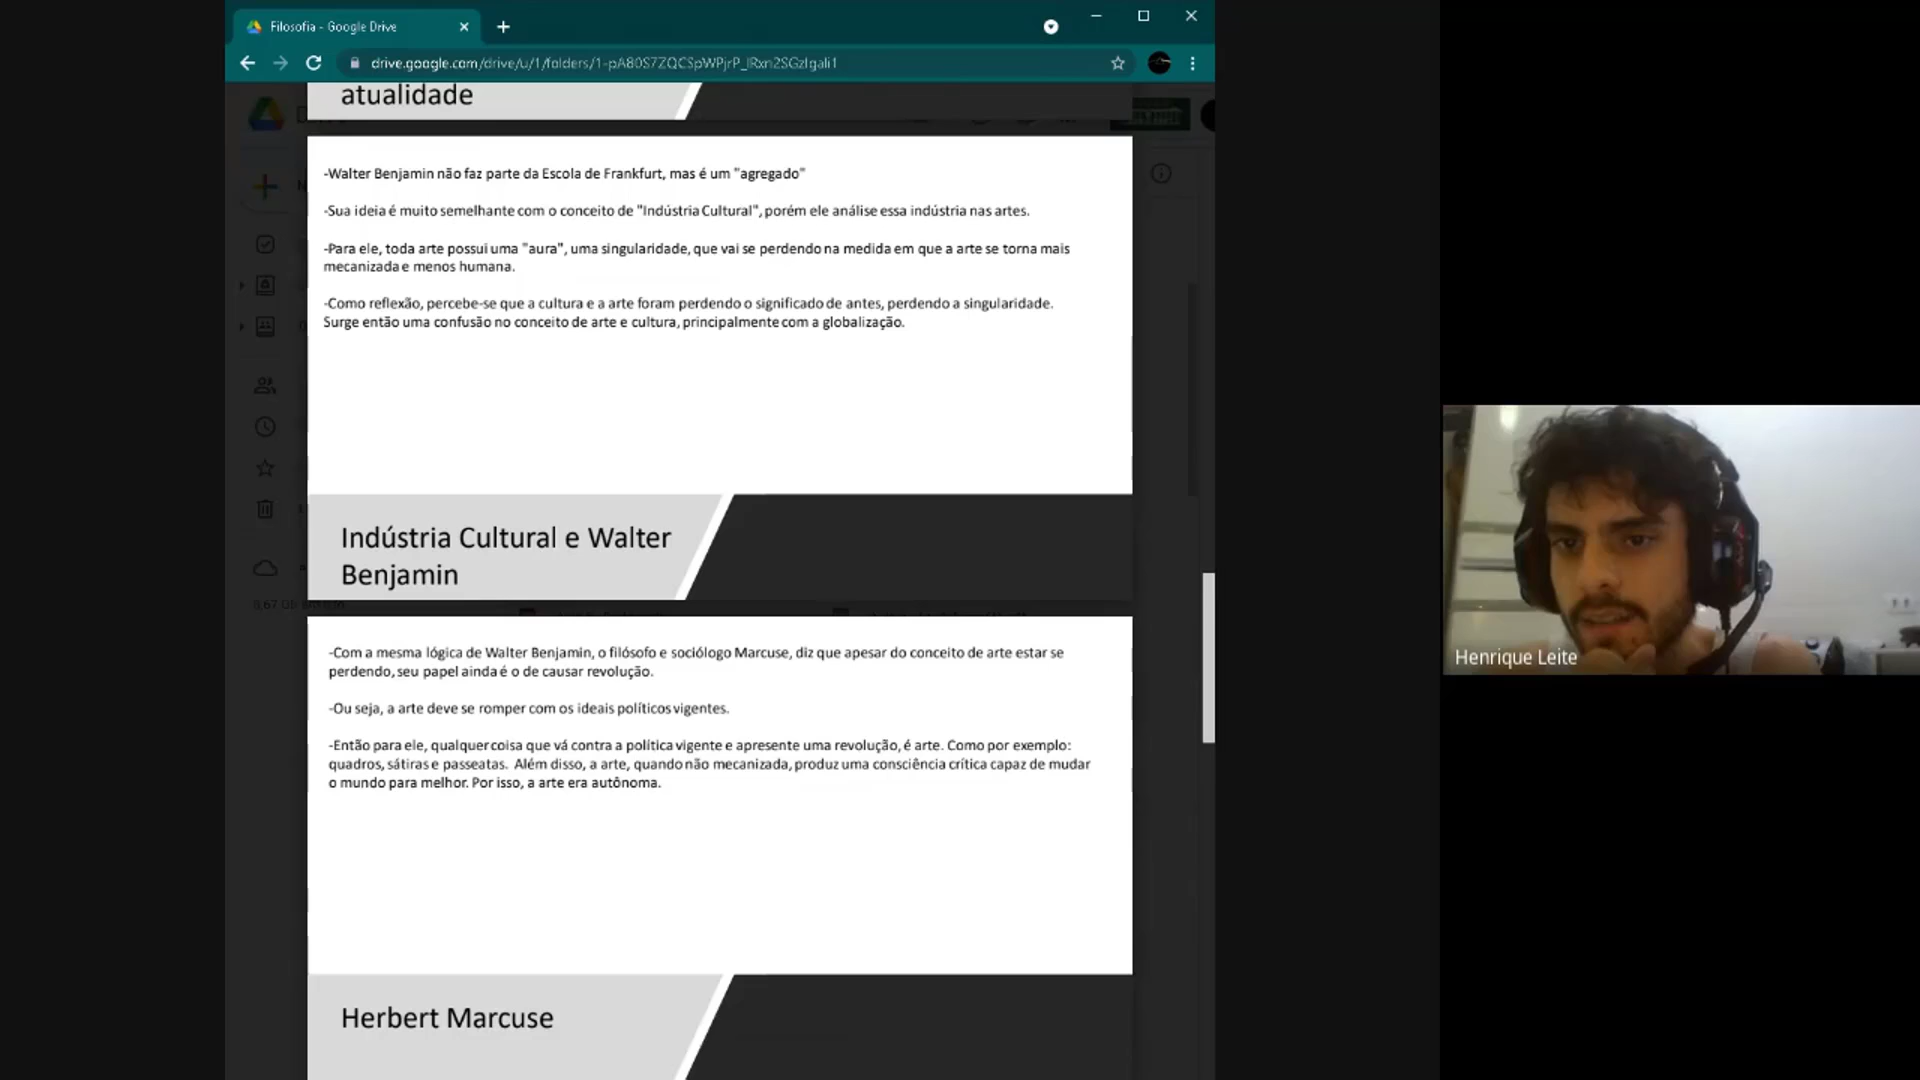 Filosofia - Google Drive
drive.google.com/drive/u/1/folders/
atualidade
-Walter Benjamin não faz parte da Escola de Frankfurt, mas é um "agregado"
-Sua ideia é muito semelhante com o conceito de "Indústria Cultural", porém ele análise essa indústria nas artes.
-Para ele, toda arte possui uma "aura", uma singularidade, que vai se perdendo na medida em que a arte se torna mais
mecanizada e menos humana.
-Como reflexão, percebe-se que a cultura e a arte foram perdendo o significado de antes, perdendo a singularidade.
Surge então uma confusão no conceito de arte e cultura, principalmente com a globalização.
Indústria Cultural e Walter
Benjamin
-Com a mesma lógica de Walter Benjamin, o filósofo e sociólogo Marcuse, diz que apesar do conceito de arte estar se
perdendo, seu papel ainda é o de causar revolução.
-Ou seja, a arte deve se romper com os ideais políticos vigentes.
-Então para ele, qualquer coisa que vá contra a política vigente e apresente uma revolução, é arte. Como por exemplo:
quadros, sátiras e passeatas. Além disso, a arte, quando não mecanizada, produz uma consciência crítica capaz de mudar
o mundo para melhor. Por isso, a arte era autônoma.
Herbert Marcuse
Henrique Leite